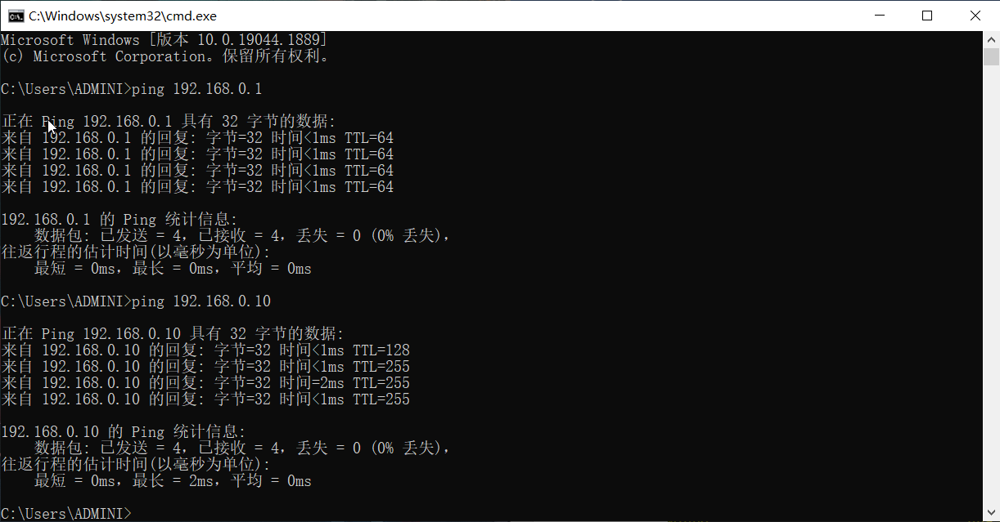 C:\Windows\system32\cmd.exe
Microsoft Windows [版本 10.0.19044.1889]
(c) Microsoft Corporation。保留所有权利。
C:\Users\ADMINI>ping 192.168.0.1
正在 Ping 192.168.0.1 具有 32 字节的数据:
来自 192.168.0.1 的回复: 字节=32 时间<1ms TTL=64
来自 192.168.0.1 的回复: 字节=32 时间<1ms TTL=64
来自 192.168.0.1 的回复: 字节=32 时间<1ms TTL=64
来自 192.168.0.1 的回复: 字节=32 时间<1ms TTL=64
192.168.0.1 的 Ping 统计信息:
数据包: 已发送 = 4，已接收 = 4，丢失 = 0 (0% 丢失)，
往返行程的估计时间(以毫秒为单位):
最短 = 0ms，最长 = 0ms，平均 = 0ms
C:\Users\ADMINI>ping 192.168.0.10
正在 Ping 192.168.0.10 具有 32 字节的数据:
来自 192.168.0.10 的回复: 字节=32 时间<1ms TTL=128
来自 192.168.0.10 的回复: 字节=32 时间<1ms TTL=255
来自 192.168.0.10 的回复: 字节=32 时间=2ms TTL=255
来自 192.168.0.10 的回复: 字节=32 时间<1ms TTL=255
192.168.0.10 的 Ping 统计信息:
数据包: 已发送 = 4，已接收 = 4，丢失 = 0 (0% 丢失)，
往返行程的估计时间(以毫秒为单位):
最短 = 0ms，最长 = 2ms，平均 = 0ms
C:\Users\ADMINI>